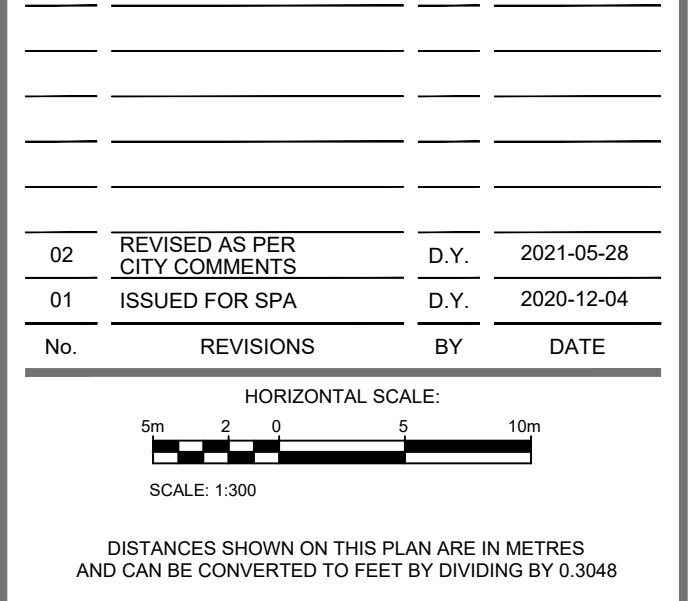 02 REVISED AS PER CITY COMMENTS D.Y. 2021-05-28
01 ISSUED FOR SPA D.Y. 2020-12-04
No. REVISIONS BY DATE
HORIZONTAL SCALE:
5m 2 0 5 10m
SCALE: 1:300
DISTANCES SHOWN ON THIS PLAN ARE IN METRES
AND CAN BE CONVERTED TO FEET BY DIVIDING BY 0.3048